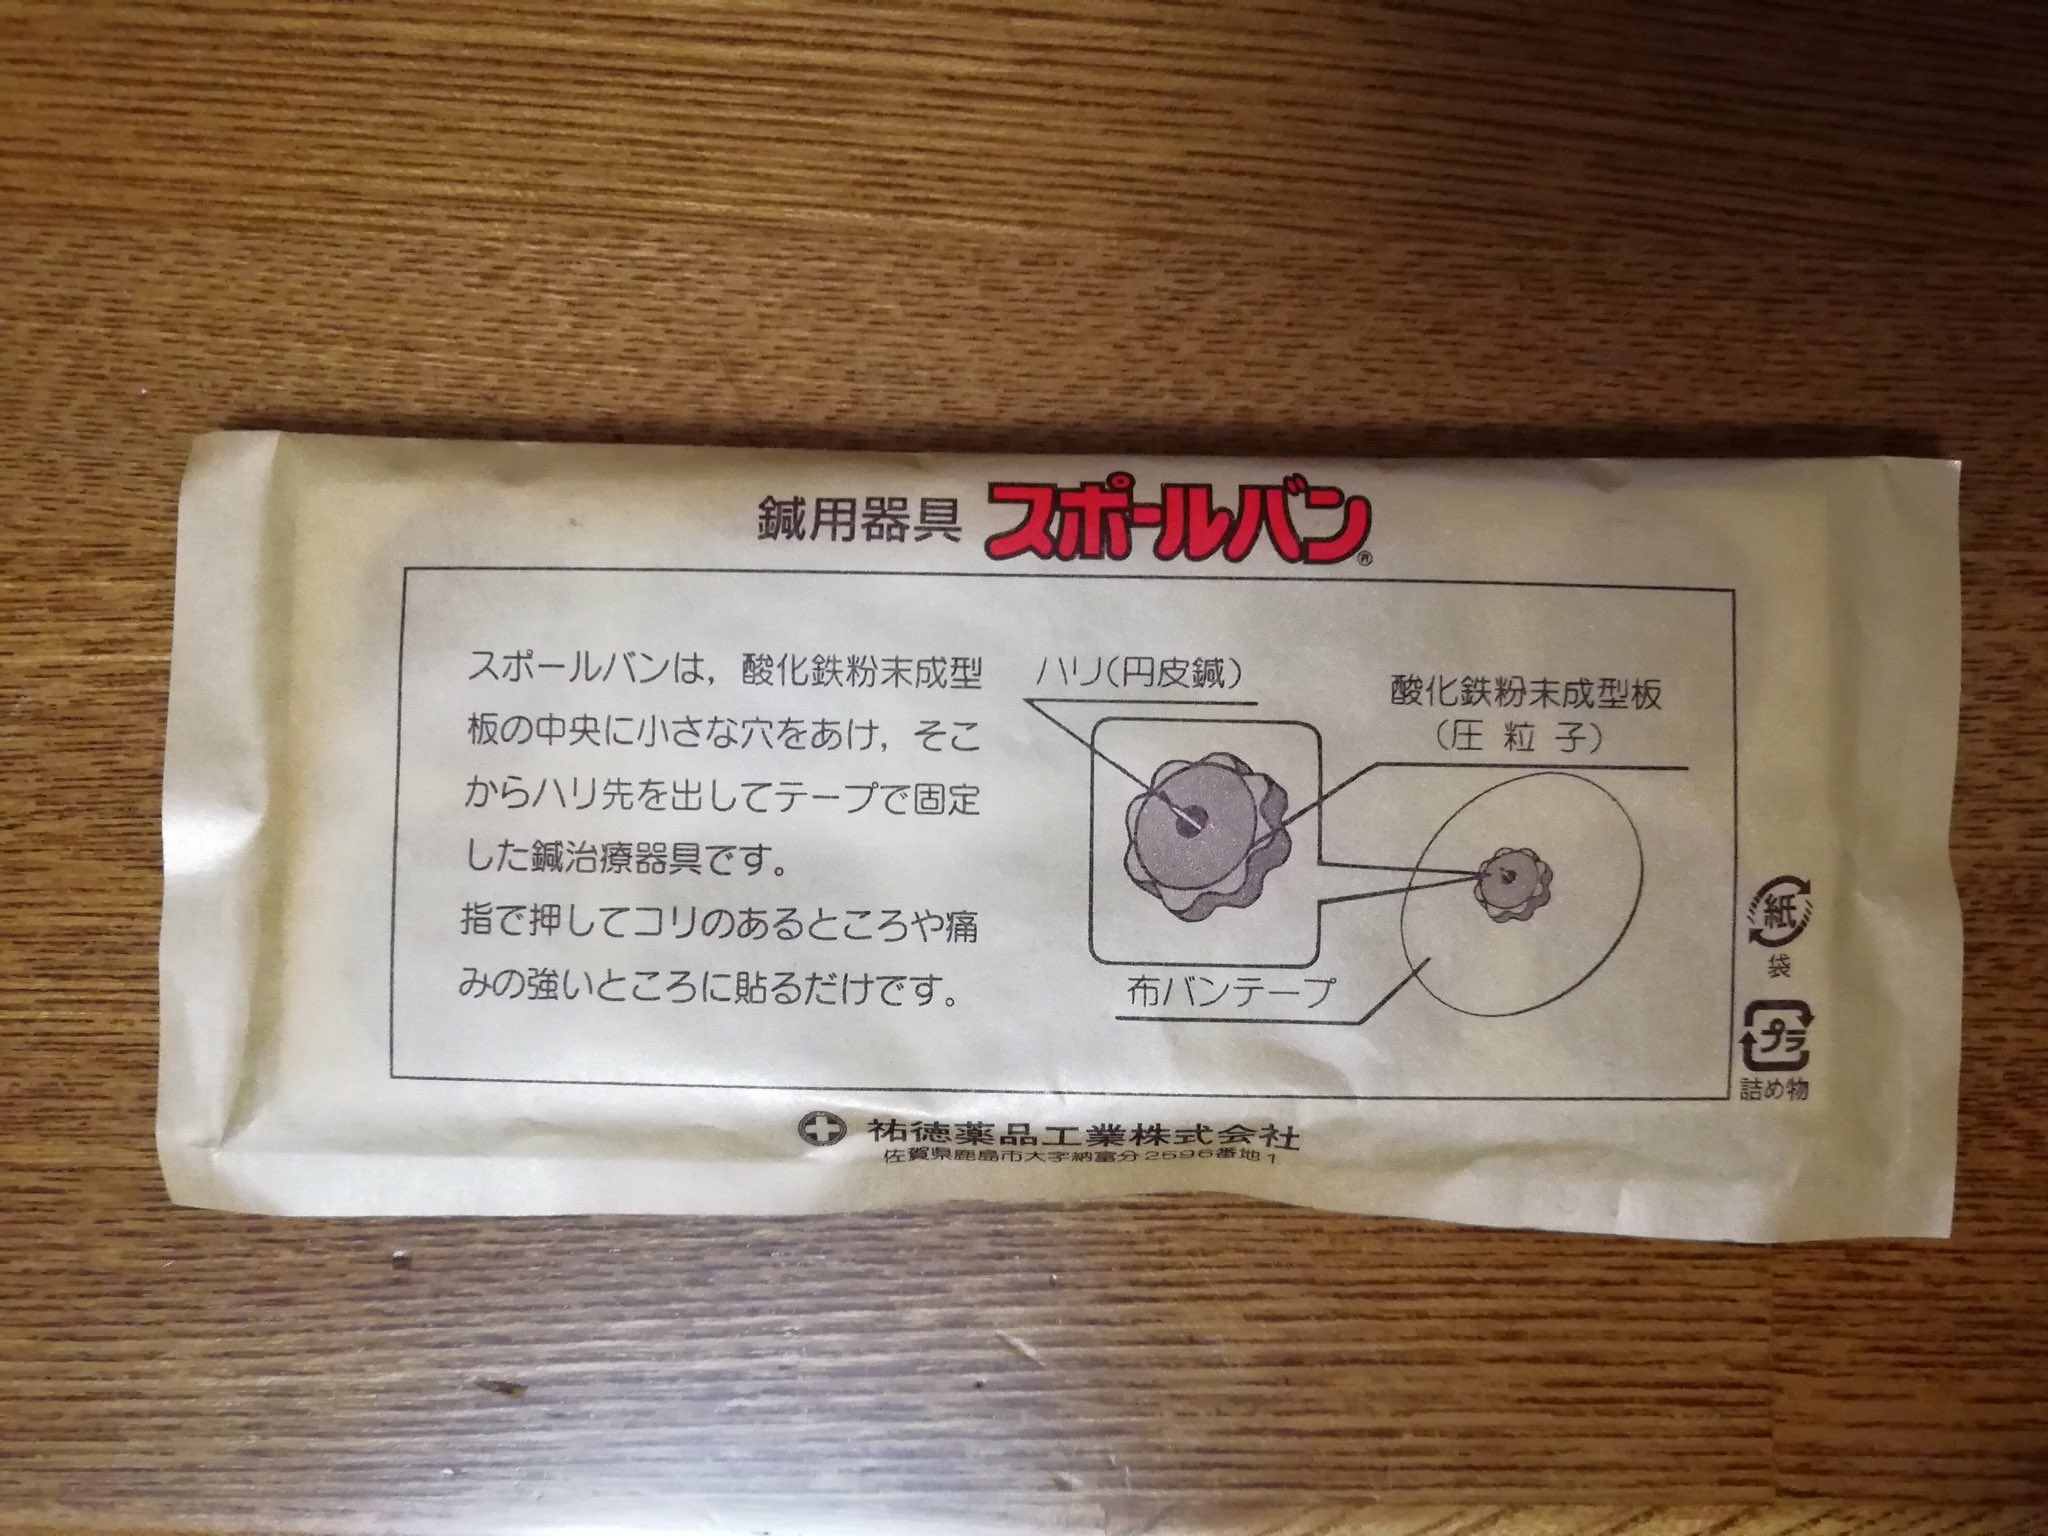 鍼用器具 スポールバン®
スポールバンは，酸化鉄粉末成型
板の中央に小さな穴をあけ，そこ
からハリ先を出してテープで固定
した鍼治療器具です。
指で押してコリのあるところや痛
みの強いところに貼るだけです。
ハリ(円皮鍼)
酸化鉄粉末成型板
(圧粒子)
布バンテープ
紙
袋
プラ
詰め物
祐徳薬品工業株式会社
佐賀県鹿島市大字納富分2596番地1